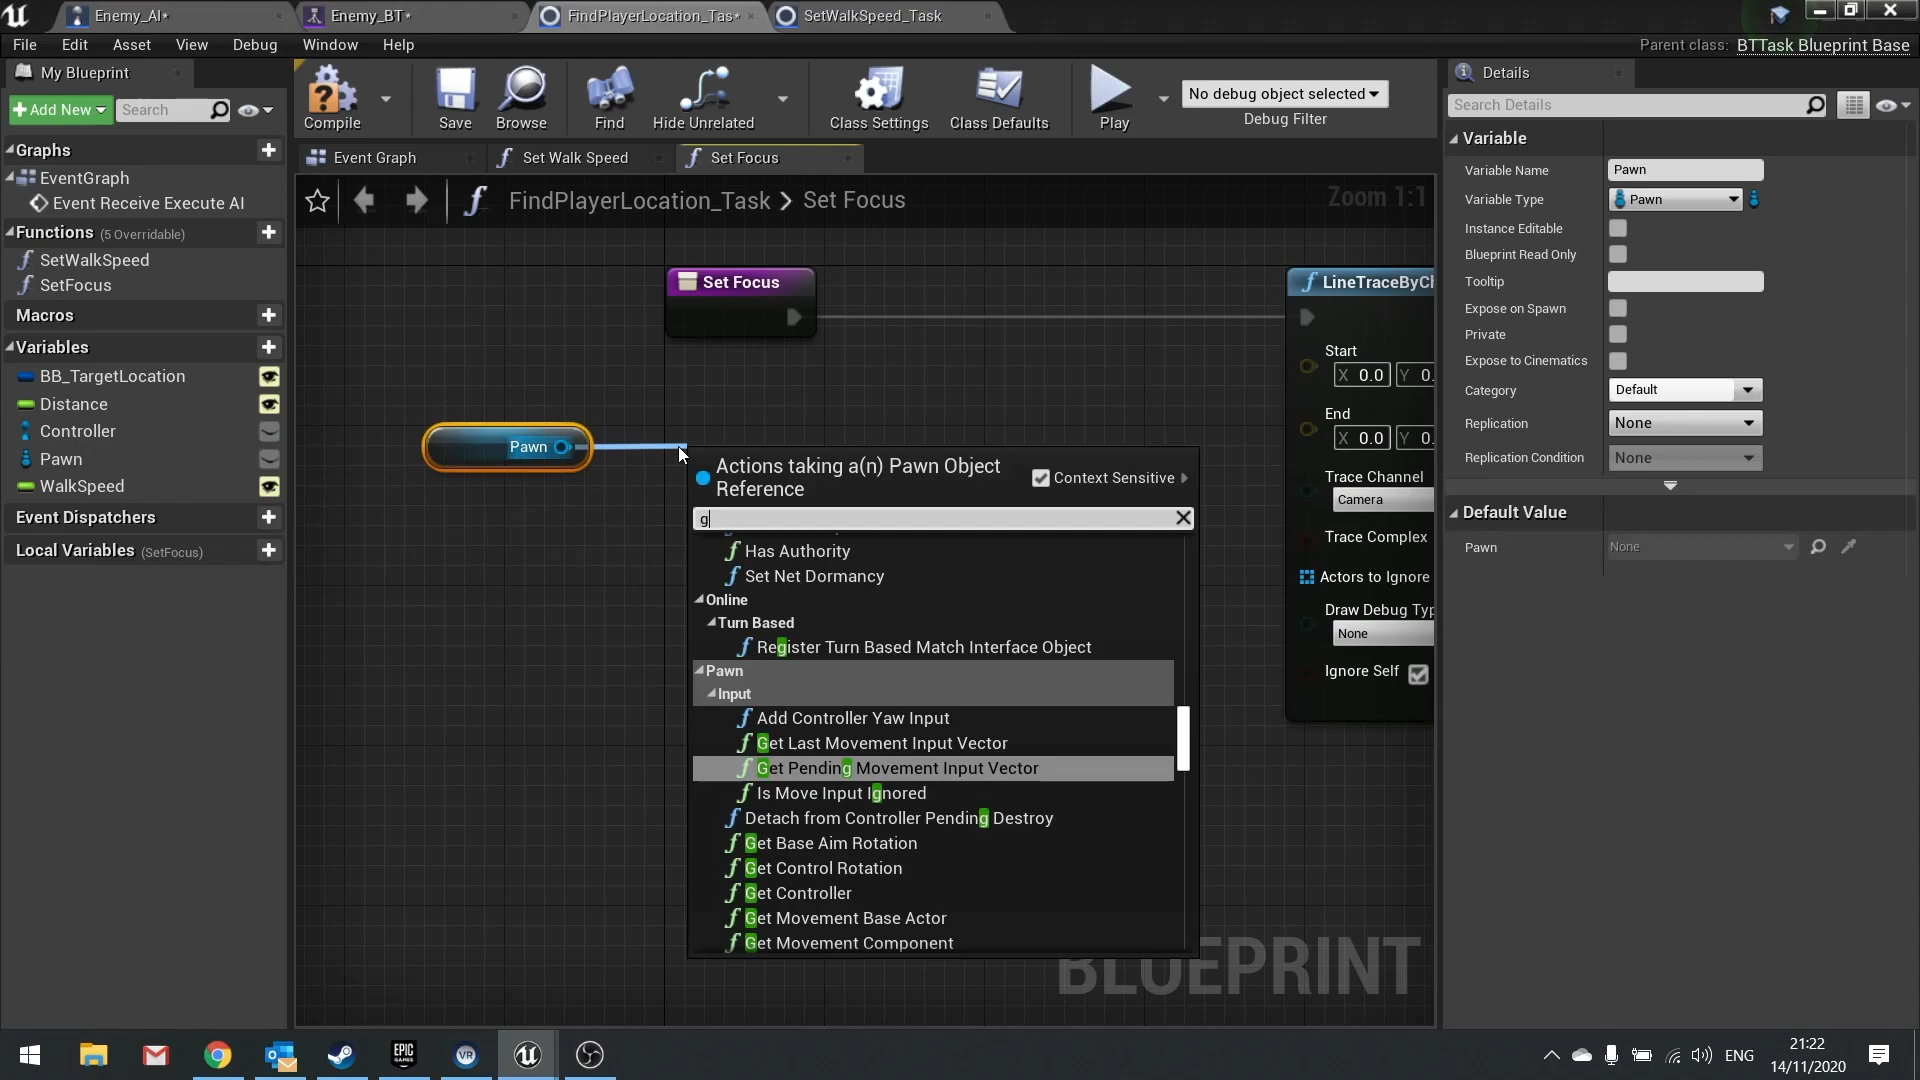 Enemy_AI*
Enemy_BT*
FindPlayerLocation_Tas*
SetWalkSpeed_Task
File Edit Asset View Debug Window Help
Parent class: BTTask Blueprint Base
My Blueprint
Add New
Search
Graphs
EventGraph
Event Receive Execute AI
Functions (5 Overridable)
SetWalkSpeed
SetFocus
Macros
Variables
BB_TargetLocation
Distance
Controller
Pawn
WalkSpeed
Event Dispatchers
Local Variables (SetFocus)
Compile
Save
Browse
Find
Hide Unrelated
Class Settings
Class Defaults
Play
No debug object selected
Debug Filter
Event Graph
Set Walk Speed
Set Focus
FindPlayerLocation_Task > Set Focus
Zoom 1:1
Set Focus
Pawn
LineTraceByCh
Start
X 0.0 Y 0.
End
X 0.0 Y 0.
Trace Channel
Camera
Trace Complex
Actors to Ignore
Draw Debug Typ
None
Ignore Self
Actions taking a(n) Pawn Object
Reference
Context Sensitive
g
Has Authority
Set Net Dormancy
Online
Turn Based
Register Turn Based Match Interface Object
Pawn
Input
Add Controller Yaw Input
Get Last Movement Input Vector
Get Pending Movement Input Vector
Is Move Input Ignored
Detach from Controller Pending Destroy
Get Base Aim Rotation
Get Control Rotation
Get Controller
Get Movement Base Actor
Get Movement Component
BLUEPRINT
Details
Search Details
Variable
Variable Name Pawn
Variable Type Pawn
Instance Editable
Blueprint Read Only
Tooltip
Expose on Spawn
Private
Expose to Cinematics
Category Default
Replication None
Replication Condition None
Default Value
Pawn None
EPIC
GAMES
VR
ENG
21:22
14/11/2020